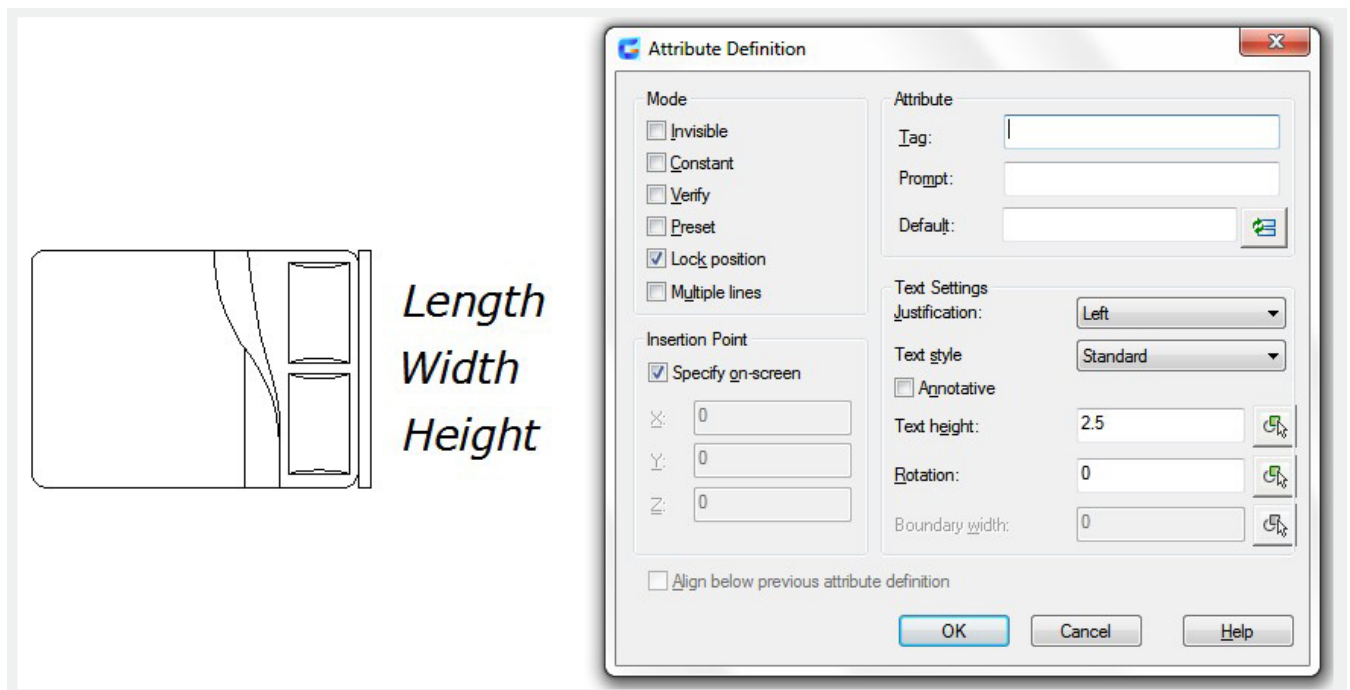 Length
Width
Height
Attribute Definition
Mode
Invisible
Constant
Verify
Preset
Lock position
Multiple lines
Insertion Point
Specify on-screen
X: 0
Y: 0
Z: 0
Attribute
Tag:
Prompt:
Default:
Text Settings
Justification: Left
Text style Standard
Annotative
Text height: 2.5
Rotation: 0
Boundary width: 0
Align below previous attribute definition
OK Cancel Help